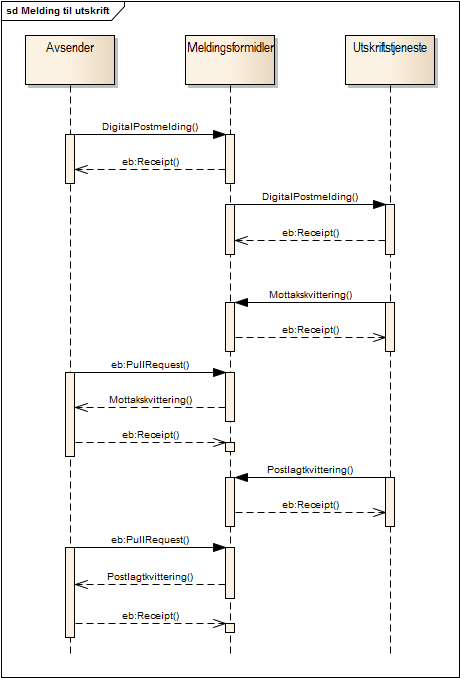 sd Melding til utskrift
Avsender
Meldingsformidler
Utskriftstjeneste
DigitalPostmelding()
eb:Receipt()
DigitalPostmelding()
eb:Receipt()
Mottakskvittering()
eb:Receipt()
eb:PullRequest()
Mottakskvittering()
eb:Receipt()
Postlagtkvittering()
eb:Receipt()
eb:PullRequest()
Postlagtkvittering()
eb:Receipt()